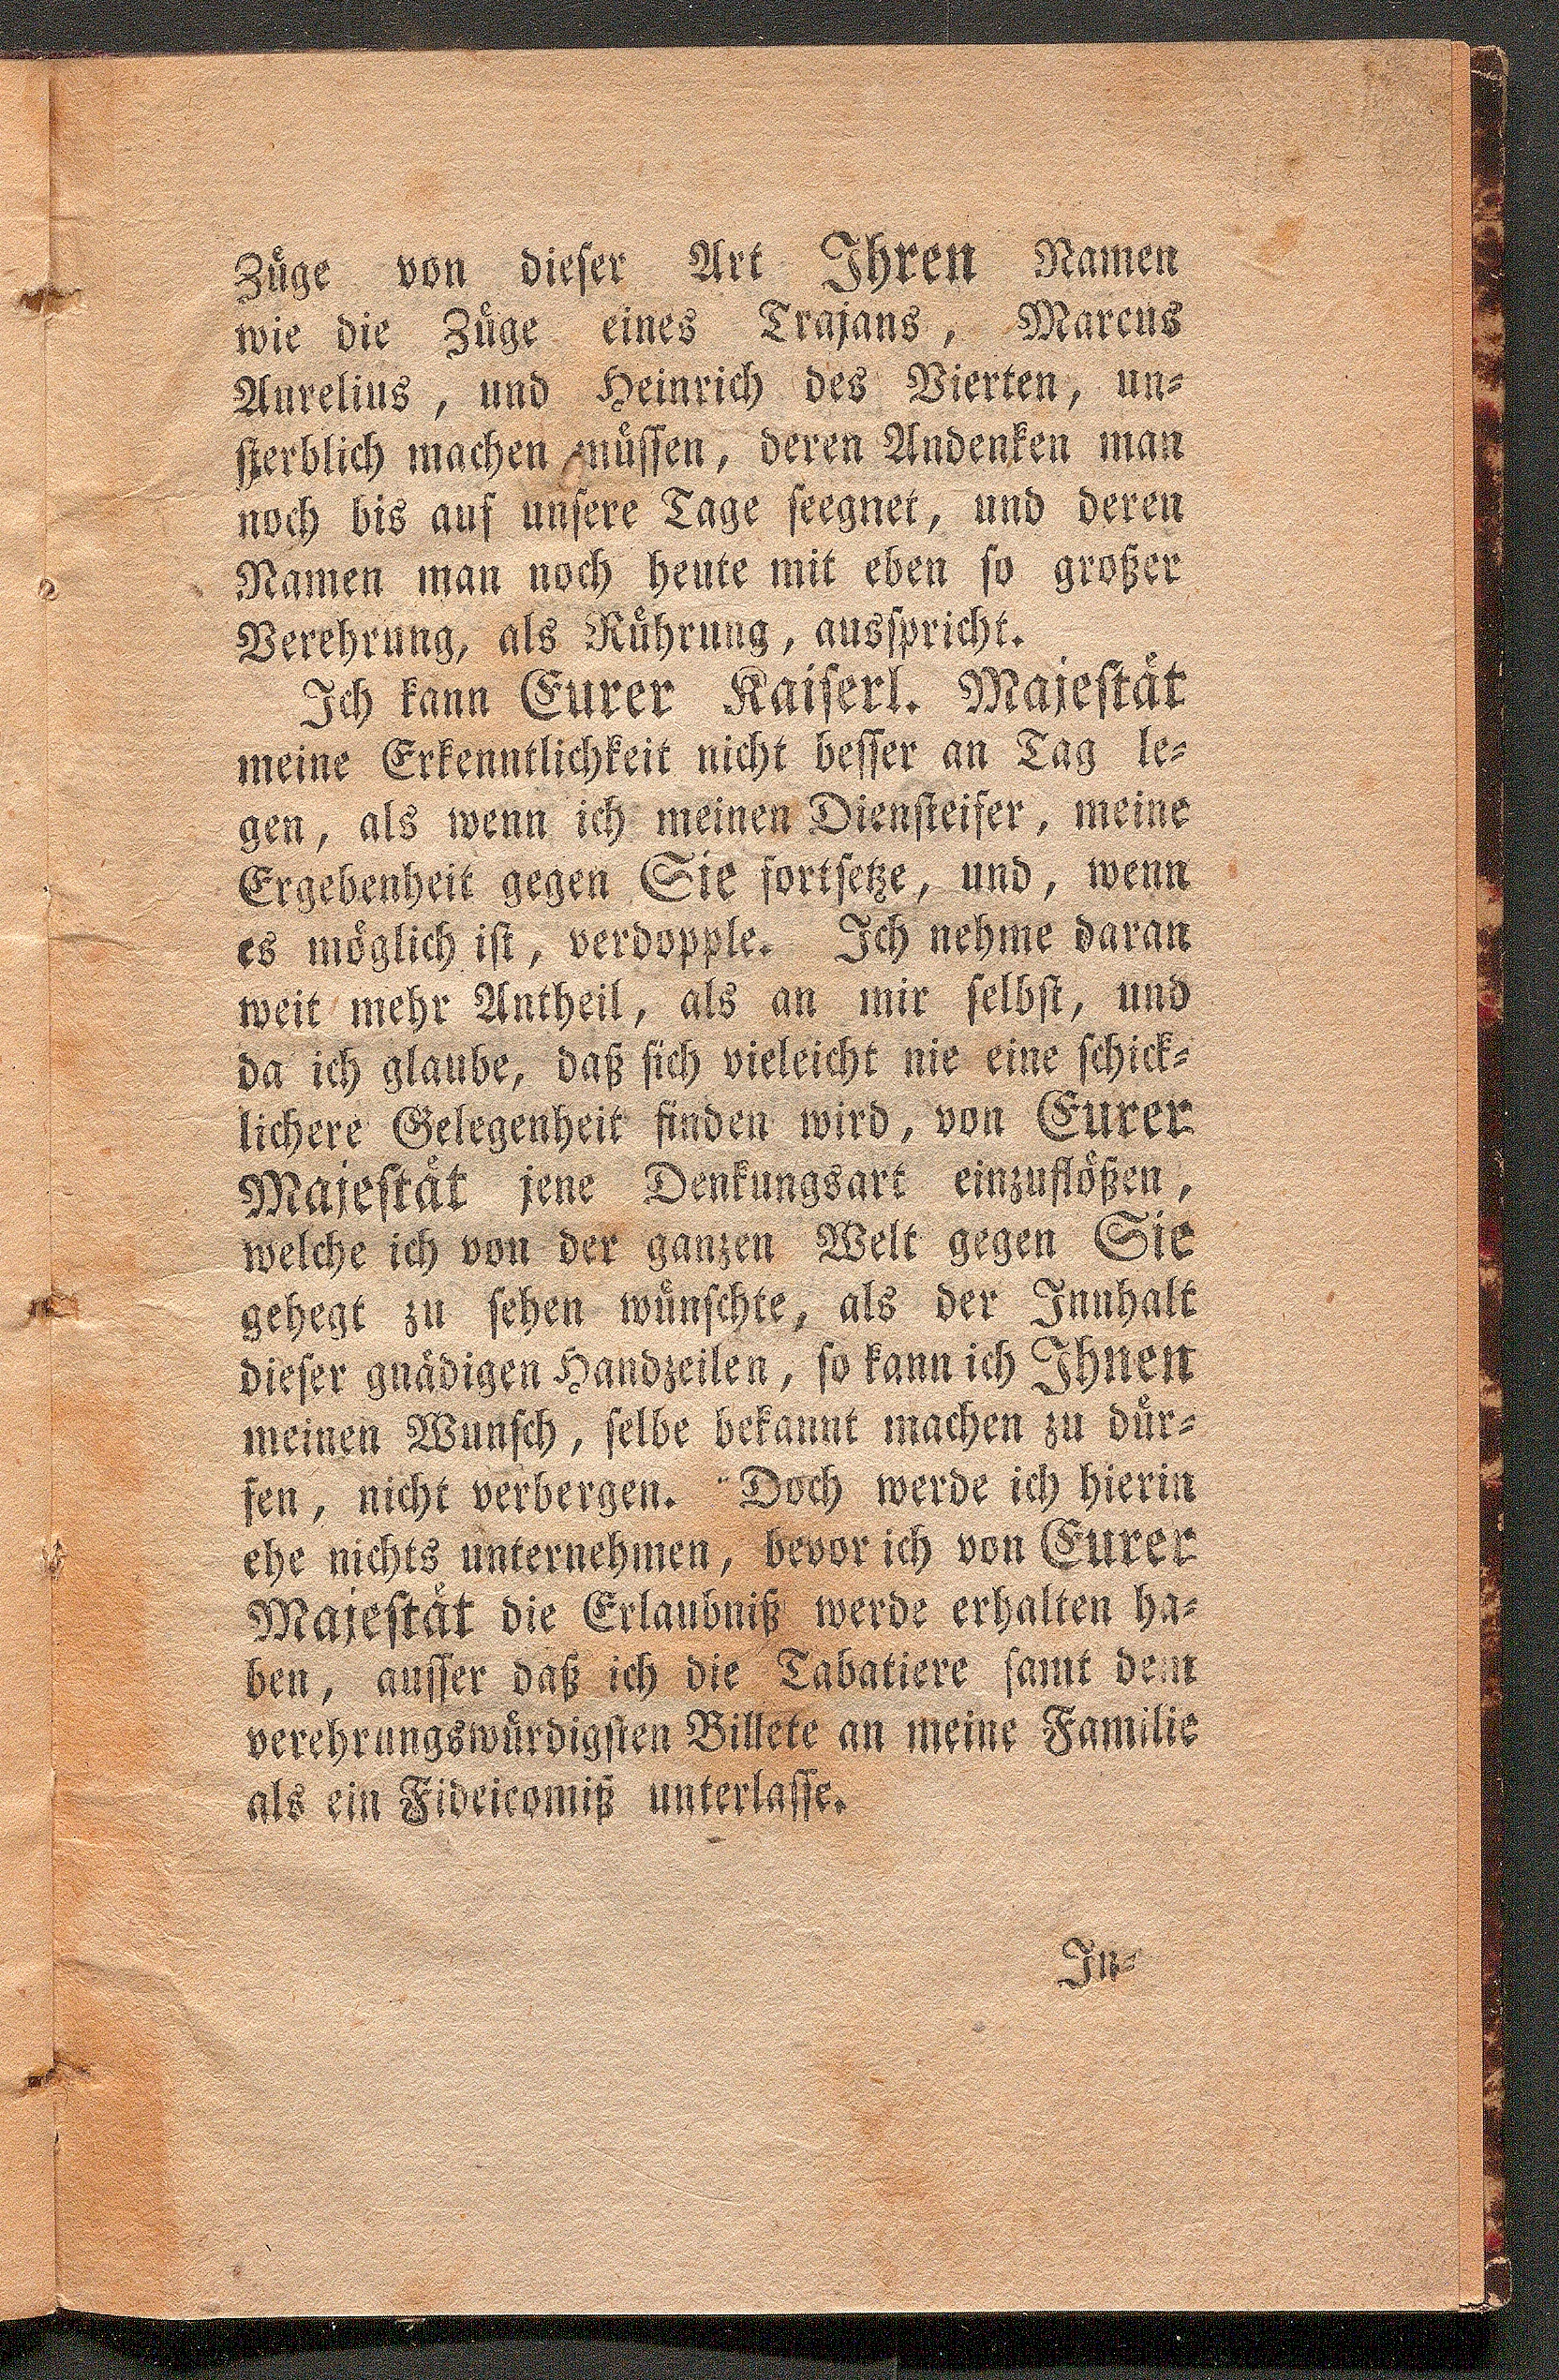 Züge von dieser Art Ihren Namen
wie die Züge eines Trajans, Marcus
Aurelius, und Heinrich des Vierten, un⸗
sterblich machen müssen, deren Andenken man
noch bis auf unsere Tage seegnet, und deren
Namen man noch heute mit eben so großer
Verehrung, als Rührung, ausspricht.
Ich kann Eurer Kaiserl. Majestät
meine Erkenntlichkeit nicht besser an Tag le⸗
gen, als wenn ich meinen Diensteifer, meine
Ergebenheit gegen Sie fortsetze, und, wenn
es möglich ist, verdopple. Ich nehme daran
weit mehr Antheil, als an mir selbst, und
da ich glaube, daß sich vieleicht nie eine schick⸗
lichere Gelegenheit finden wird, von Eurer
Majestät jene Denkungsart einzuflößen,
welche ich von der ganzen Welt gegen Sie
gehegt zu sehen wünschte, als der Innhalt
dieser gnädigen Handzeilen, so kann ich Ihnen
meinen Wunsch, selbe bekannt machen zu dür⸗
fen, nicht verbergen. Doch werde ich hierin
ehe nichts unternehmen, bevor ich von Eurer
Majestät die Erlaubniß werde erhalten ha⸗
ben, ausser daß ich die Tabatiere samt dem
verehrungswürdigsten Billete an meine Familie
als ein Fideicomiß unterlasse.
In⸗